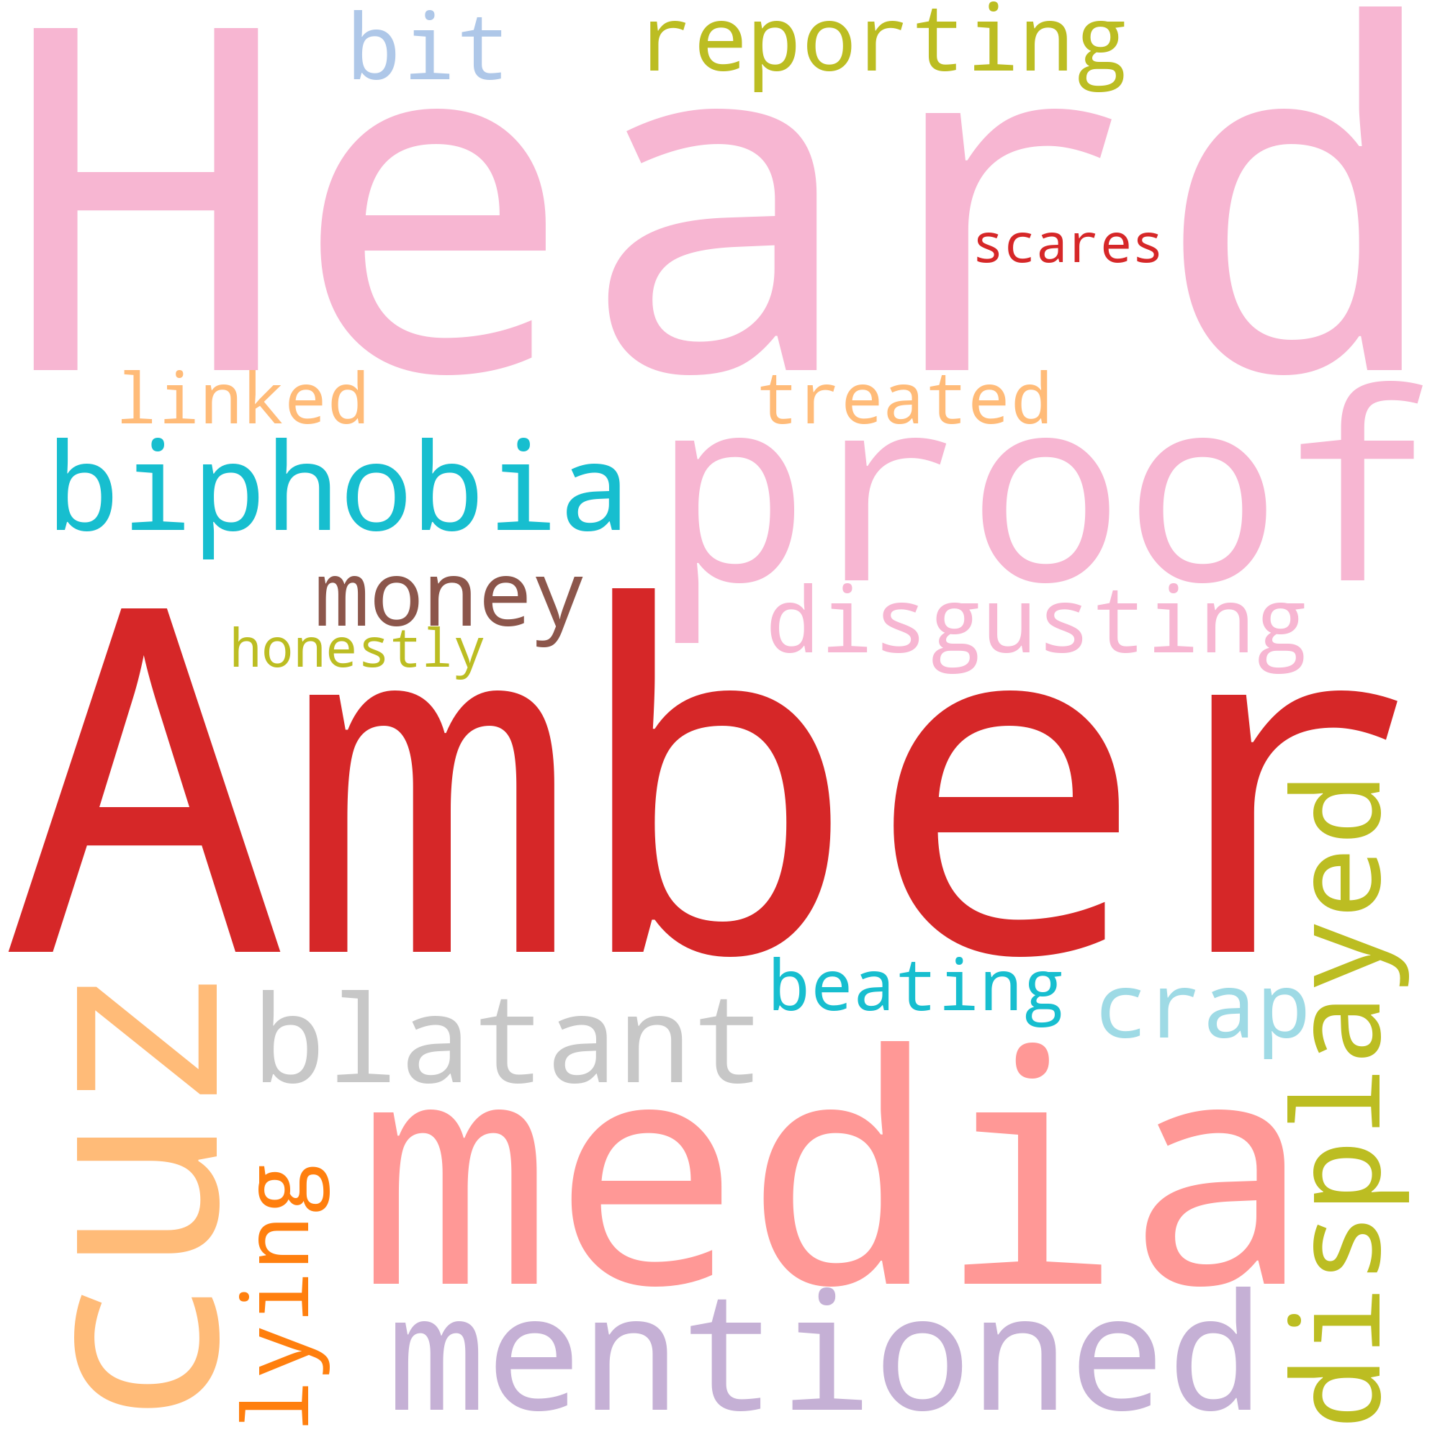 bit
reporting
Heard
scares
linked
treated
biphobia
proof
money
disgusting
honestly
Amber
displayed
beating
crap
cuz
blatant
media
lying
mentioned